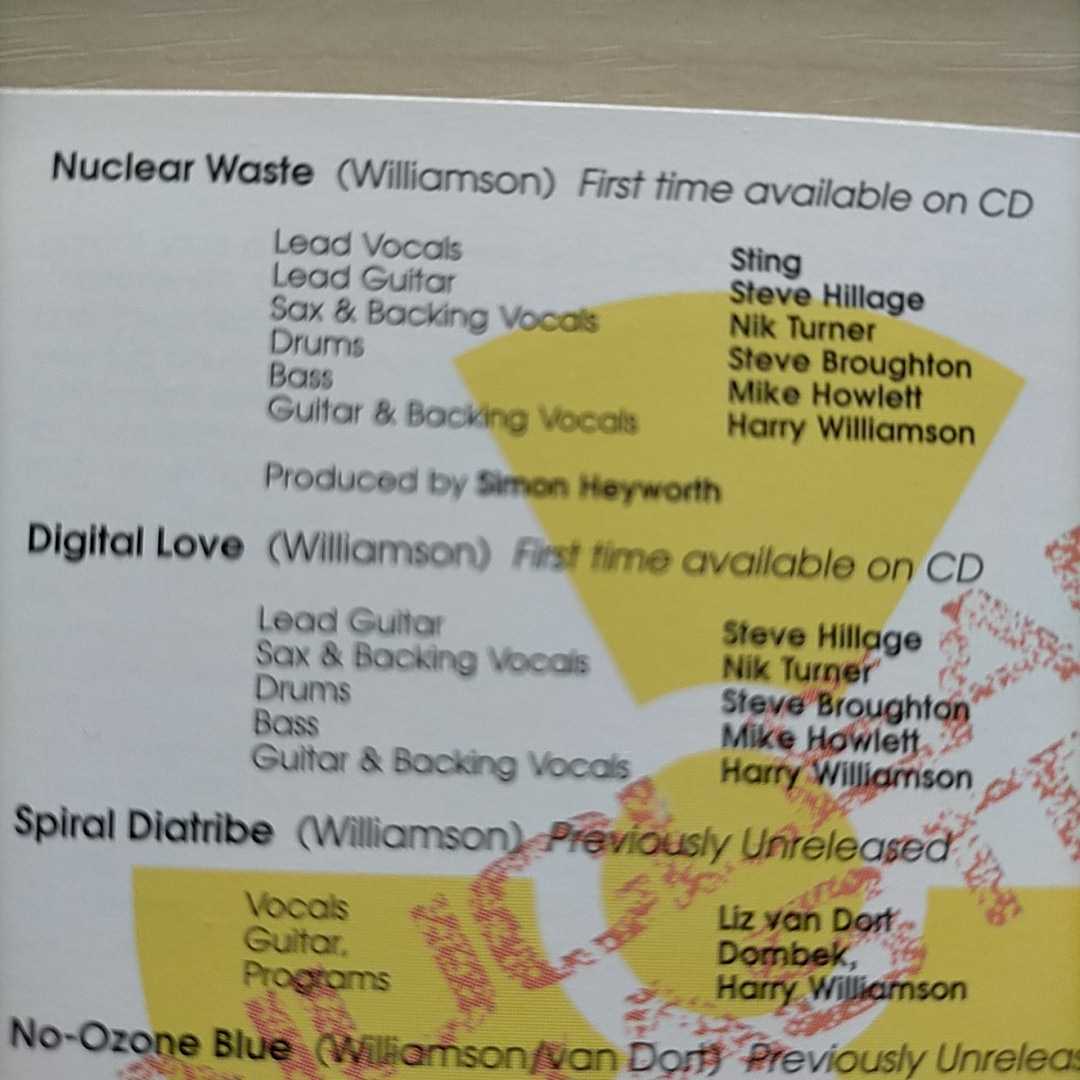 Nuclear Waste (Williamson) First time available on CD
Lead Vocals Sting
Lead Guitar Steve Hillage
Sax & Backing Vocals Nik Turner
Drums Steve Broughton
Bass Mike Howlett
Guitar & Backing Vocals Harry Williamson
Produced by Simon Heyworth
Digital Love (Williamson) First time available on CD
Lead Guitar Steve Hillage
Sax & Backing Vocals Nik Turner
Drums Steve Broughton
Bass Mike Howlett
Guitar & Backing Vocals Harry Williamson
Spiral Diatribe (Williamson) Previously Unreleased
Vocals Liz van Dort
Guitar, Dombek,
Programs Harry Williamson
No-Ozone Blue (Williamson/van Dort) Previously Unreleas